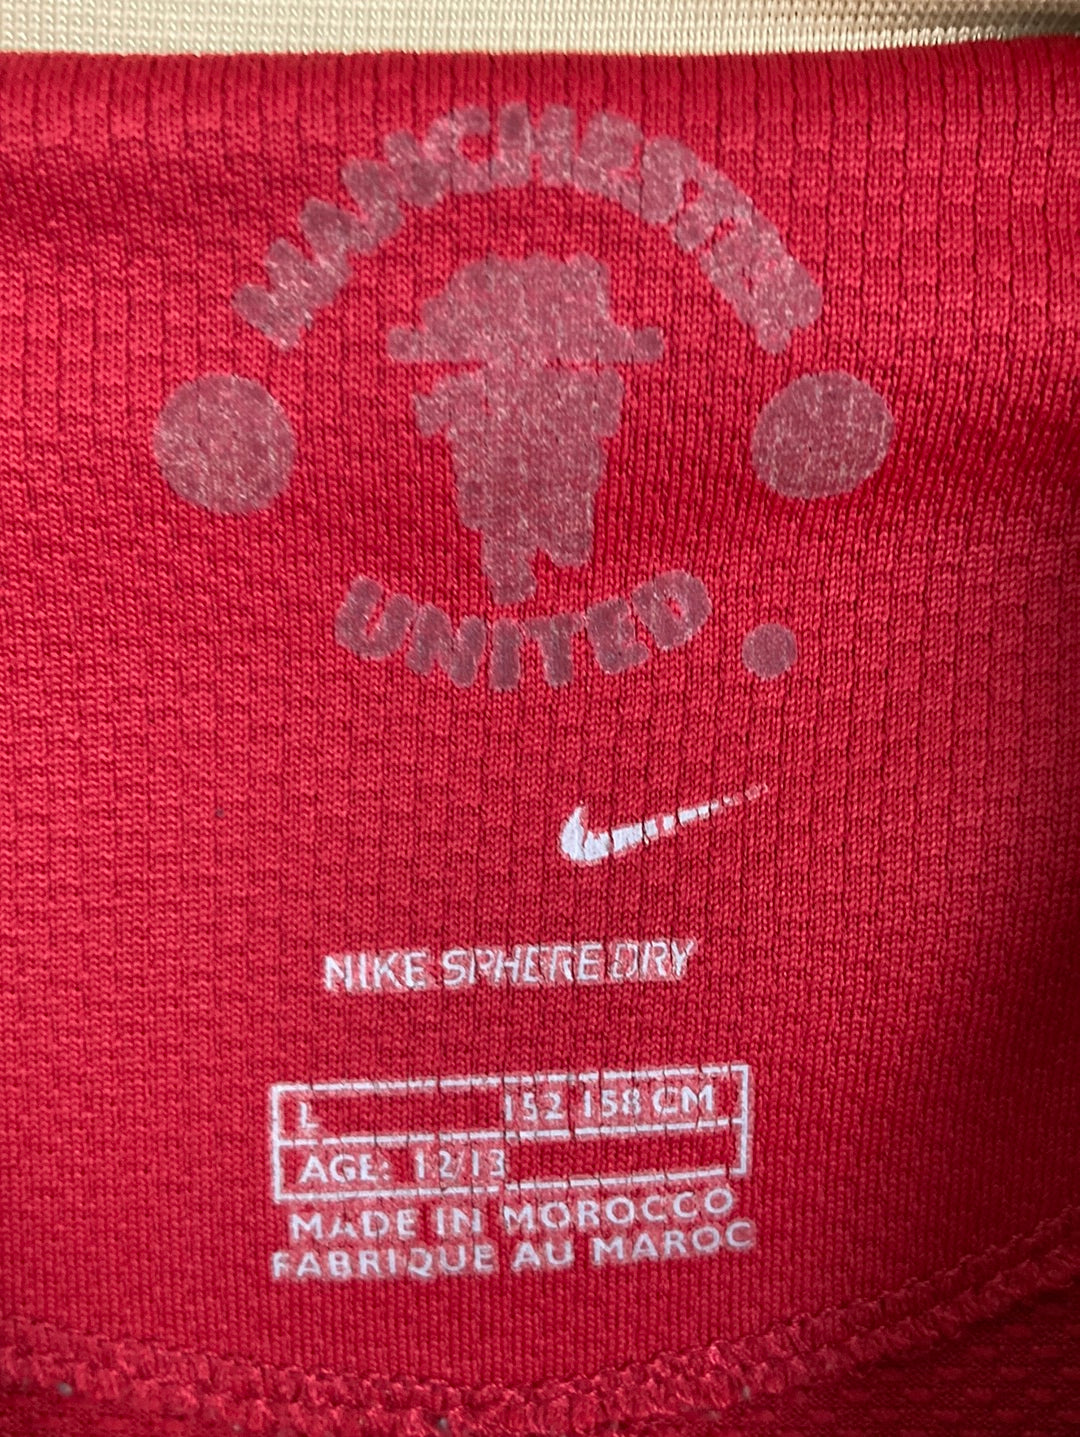 MANCHESTER
UNITED
NIKE SPHERE DRY
L 152 158 CM
AGE: 12/13
MADE IN MOROCCO
FABRIQUE AU MAROC